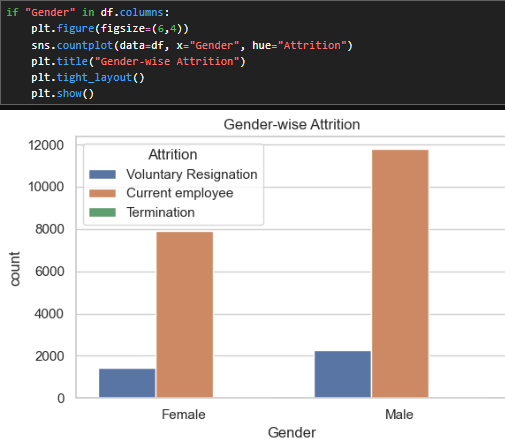 if "Gender" in df.columns:
    plt.figure(figsize=(6,4))
    sns.countplot(data=df, x="Gender", hue="Attrition")
    plt.title("Gender-wise Attrition")
    plt.tight_layout()
    plt.show()
Gender-wise Attrition
Attrition
Voluntary Resignation
Current employee
Termination
12000
10000
8000
6000
4000
2000
0
count
Female
Male
Gender